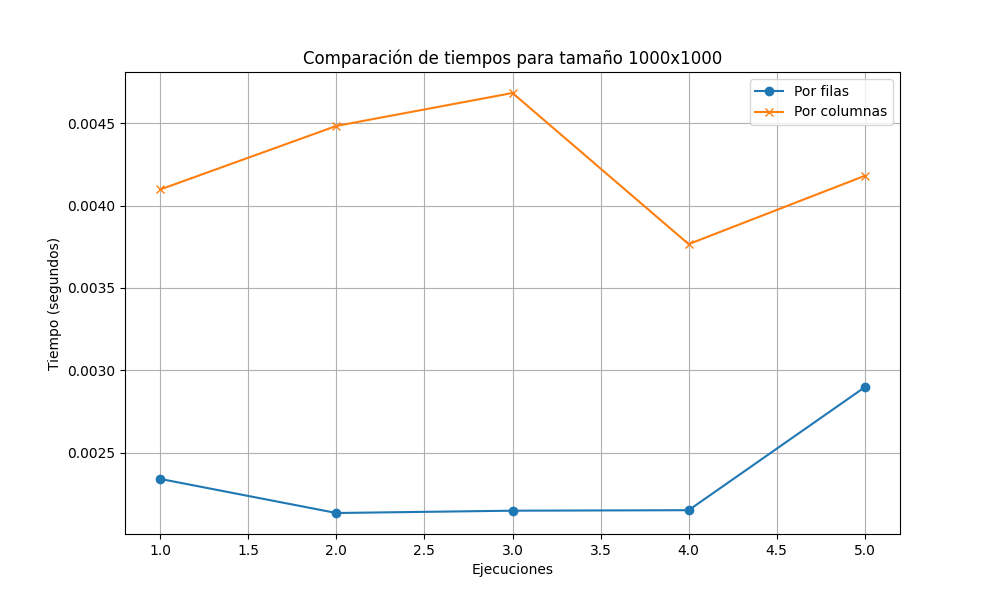 Comparación de tiempos para tamaño 1000x1000
Por filas
Por columnas
0.0045
0.0040
0.0035
0.0030
0.0025
Tiempo (segundos)
1.0 1.5 2.0 2.5 3.0 3.5 4.0 4.5 5.0
Ejecuciones